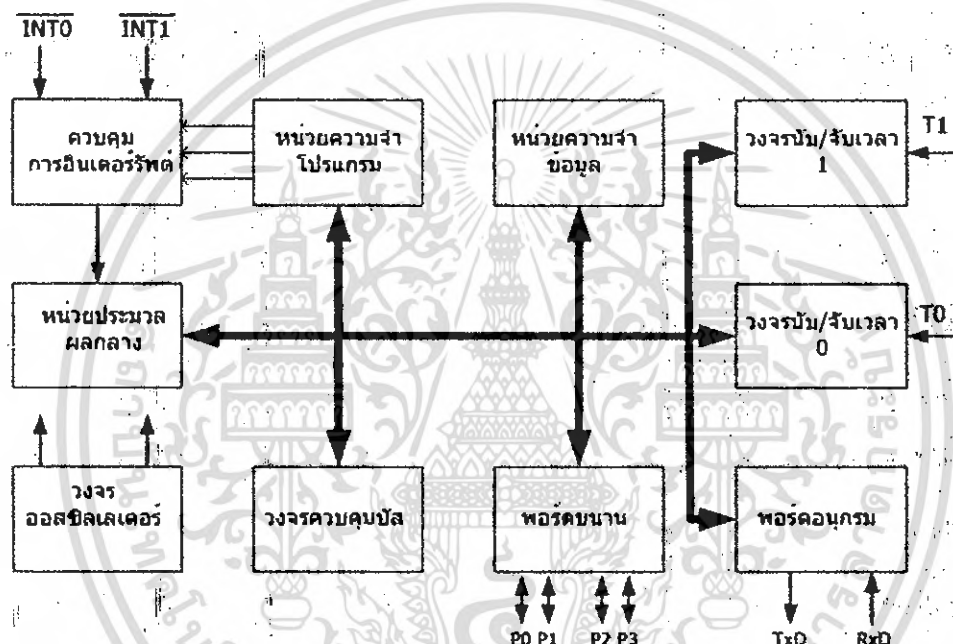 INT0 INT1
ควบคุม
การอินเตอร์รัพต์
หน่วยความจำ
โปรแกรม
หน่วยความจำ
ข้อมูล
วงจรนับ/จับเวลา
1
T1
หน่วยประมวล
ผลกลาง
วงจรนับ/จับเวลา
0
T0
วงจร
ออสซิลเลเตอร์
วงจรควบคุมบัส
พอร์ตขนาน
พอร์ตอนุกรม
P0 P1 P2 P3
TxD RxD